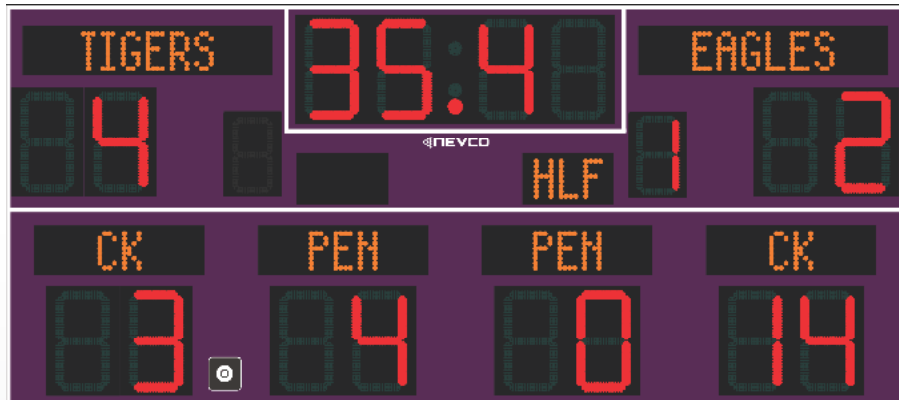 TIGERS 35.4 EAGLES
4 2
NEVCO
HLF 1
CK PEN PEN CK
3 4 0 14